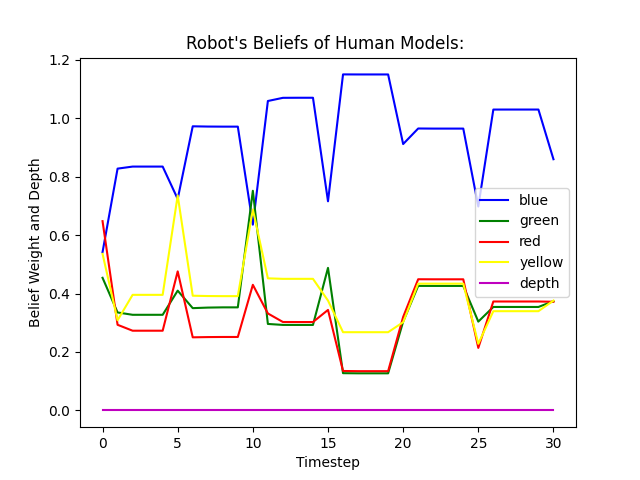 Robot's Beliefs of Human Models:
Belief Weight and Depth
1.2
1.0
0.8
0.6
0.4
0.2
0.0
blue
green
red
yellow
depth
0 5 10 15 20 25 30
Timestep